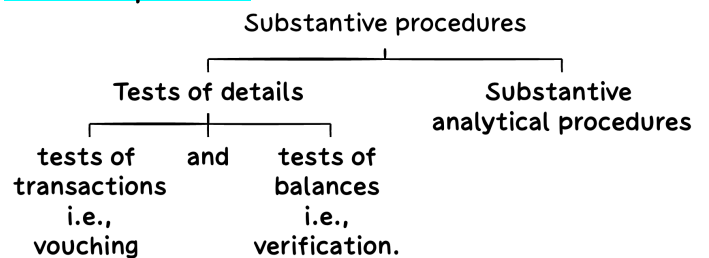 Substantive procedures
Tests of details
Substantive
analytical procedures
tests of and tests of
transactions balances
i.e., i.e.,
vouching verification.